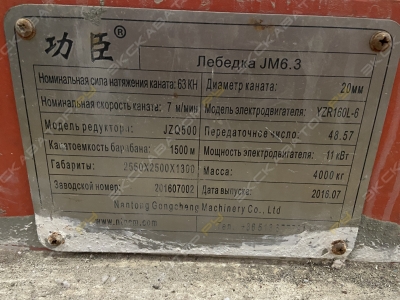 功臣®
Лебедка JM6.3
Номинальная сила натяжения каната: 63 КН
Диаметр каната: 20мм
Номинальная скорость каната: 7 м/мин
Модель электродвигателя: YZR160L-6
Модель редуктора: JZQ500
Передаточное число: 48.57
Канатоемкость барабана: 1500 м
Мощность электродвигателя: 11 кВт
Габариты: 2550X2500X1300
Масса: 4000 кг
Заводской номер: 201607002
Дата выпуска: 2016.07
Nantong Gongcheng Machinery Co., Ltd